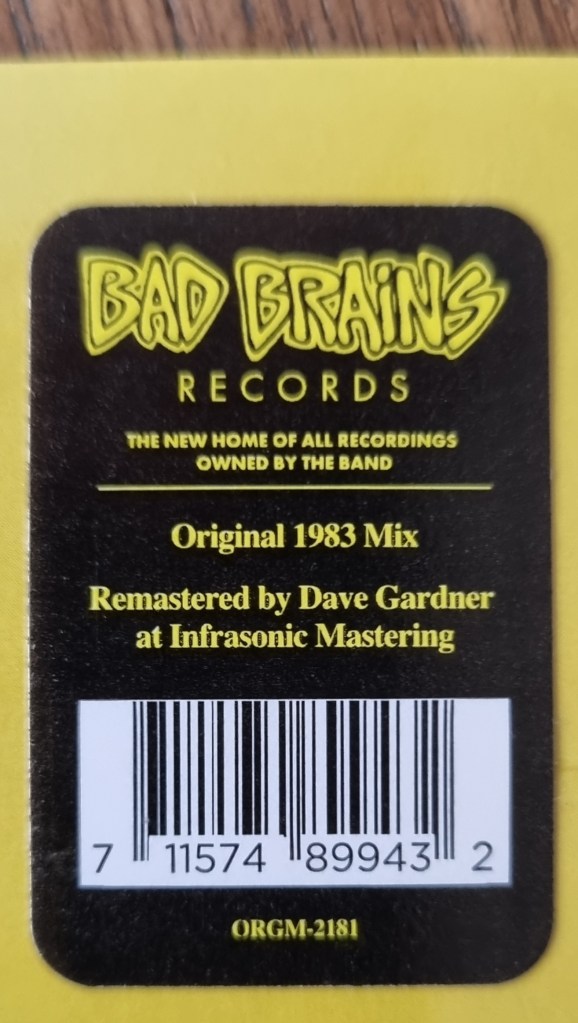 BAD BRAINS
RECORDS
THE NEW HOME OF ALL RECORDINGS
OWNED BY THE BAND
Original 1983 Mix
Remastered by Dave Gardner
at Infrasonic Mastering
7 11574 89943 2
ORGM-2181